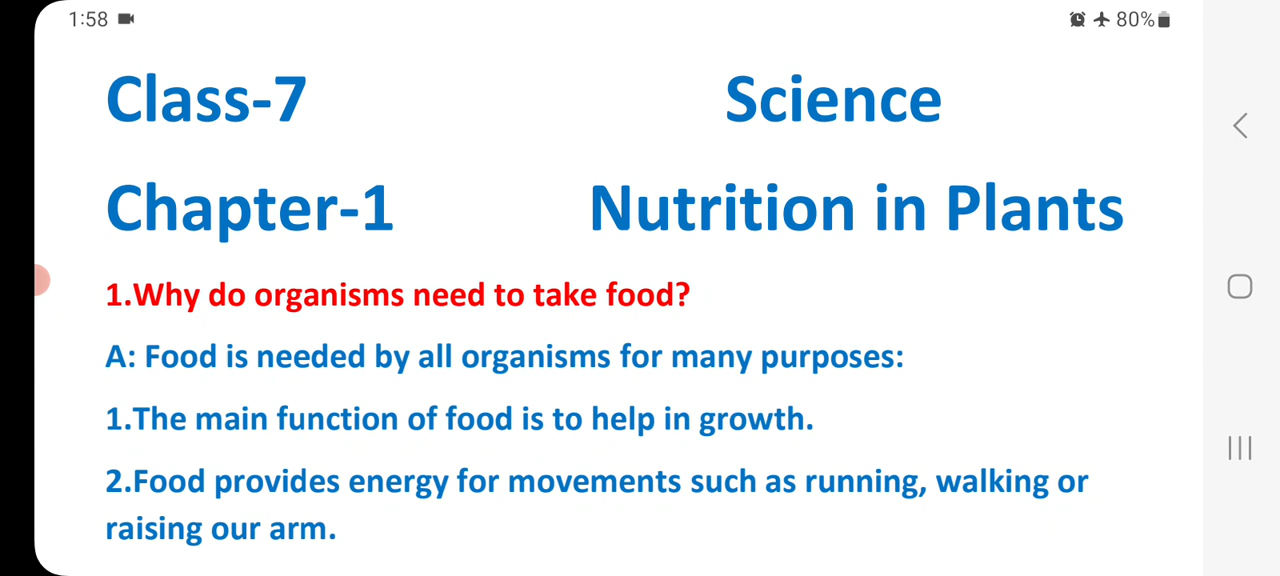 1:58 80%
Class-7 Science
Chapter-1 Nutrition in Plants
1.Why do organisms need to take food?
A: Food is needed by all organisms for many purposes:
1.The main function of food is to help in growth.
2.Food provides energy for movements such as running, walking or
raising our arm.